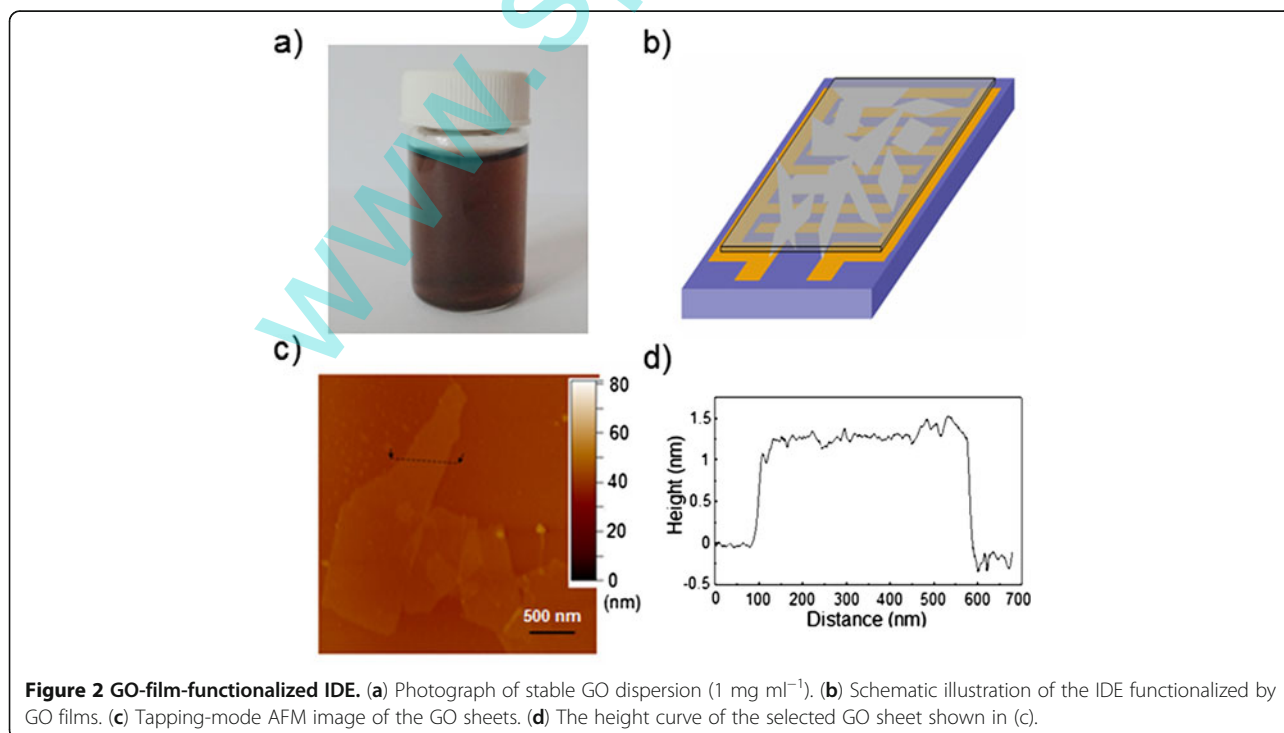 www.s
a)
b)
c)
80
60
40
20
0
(nm)
500 nm
d)
Height (nm)
1.5
1
0.5
0
-0.5
0 100 200 300 400 500 600 700
Distance (nm)
Figure 2 GO-film-functionalized IDE. (a) Photograph of stable GO dispersion (1 mg ml⁻¹). (b) Schematic illustration of the IDE functionalized by
GO films. (c) Tapping-mode AFM image of the GO sheets. (d) The height curve of the selected GO sheet shown in (c).